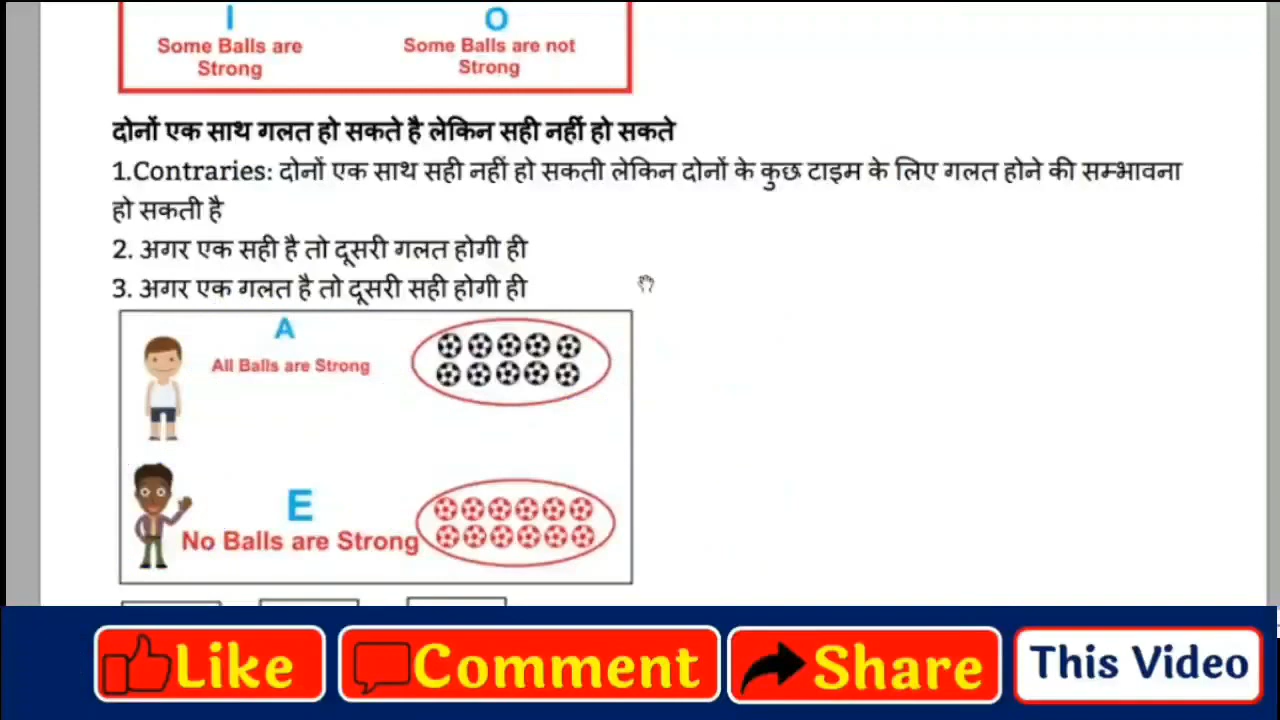 I
O
Some Balls are
Strong
Some Balls are not
Strong
दोनों एक साथ गलत हो सकते है लेकिन सही नहीं हो सकते
1.Contraries: दोनों एक साथ सही नहीं हो सकती लेकिन दोनों के कुछ टाइम के लिए गलत होने की सम्भावना
हो सकती है
2. अगर एक सही है तो दूसरी गलत होगी ही
3. अगर एक गलत है तो दूसरी सही होगी ही
A
All Balls are Strong
E
No Balls are Strong
Like
Comment
Share
This Video